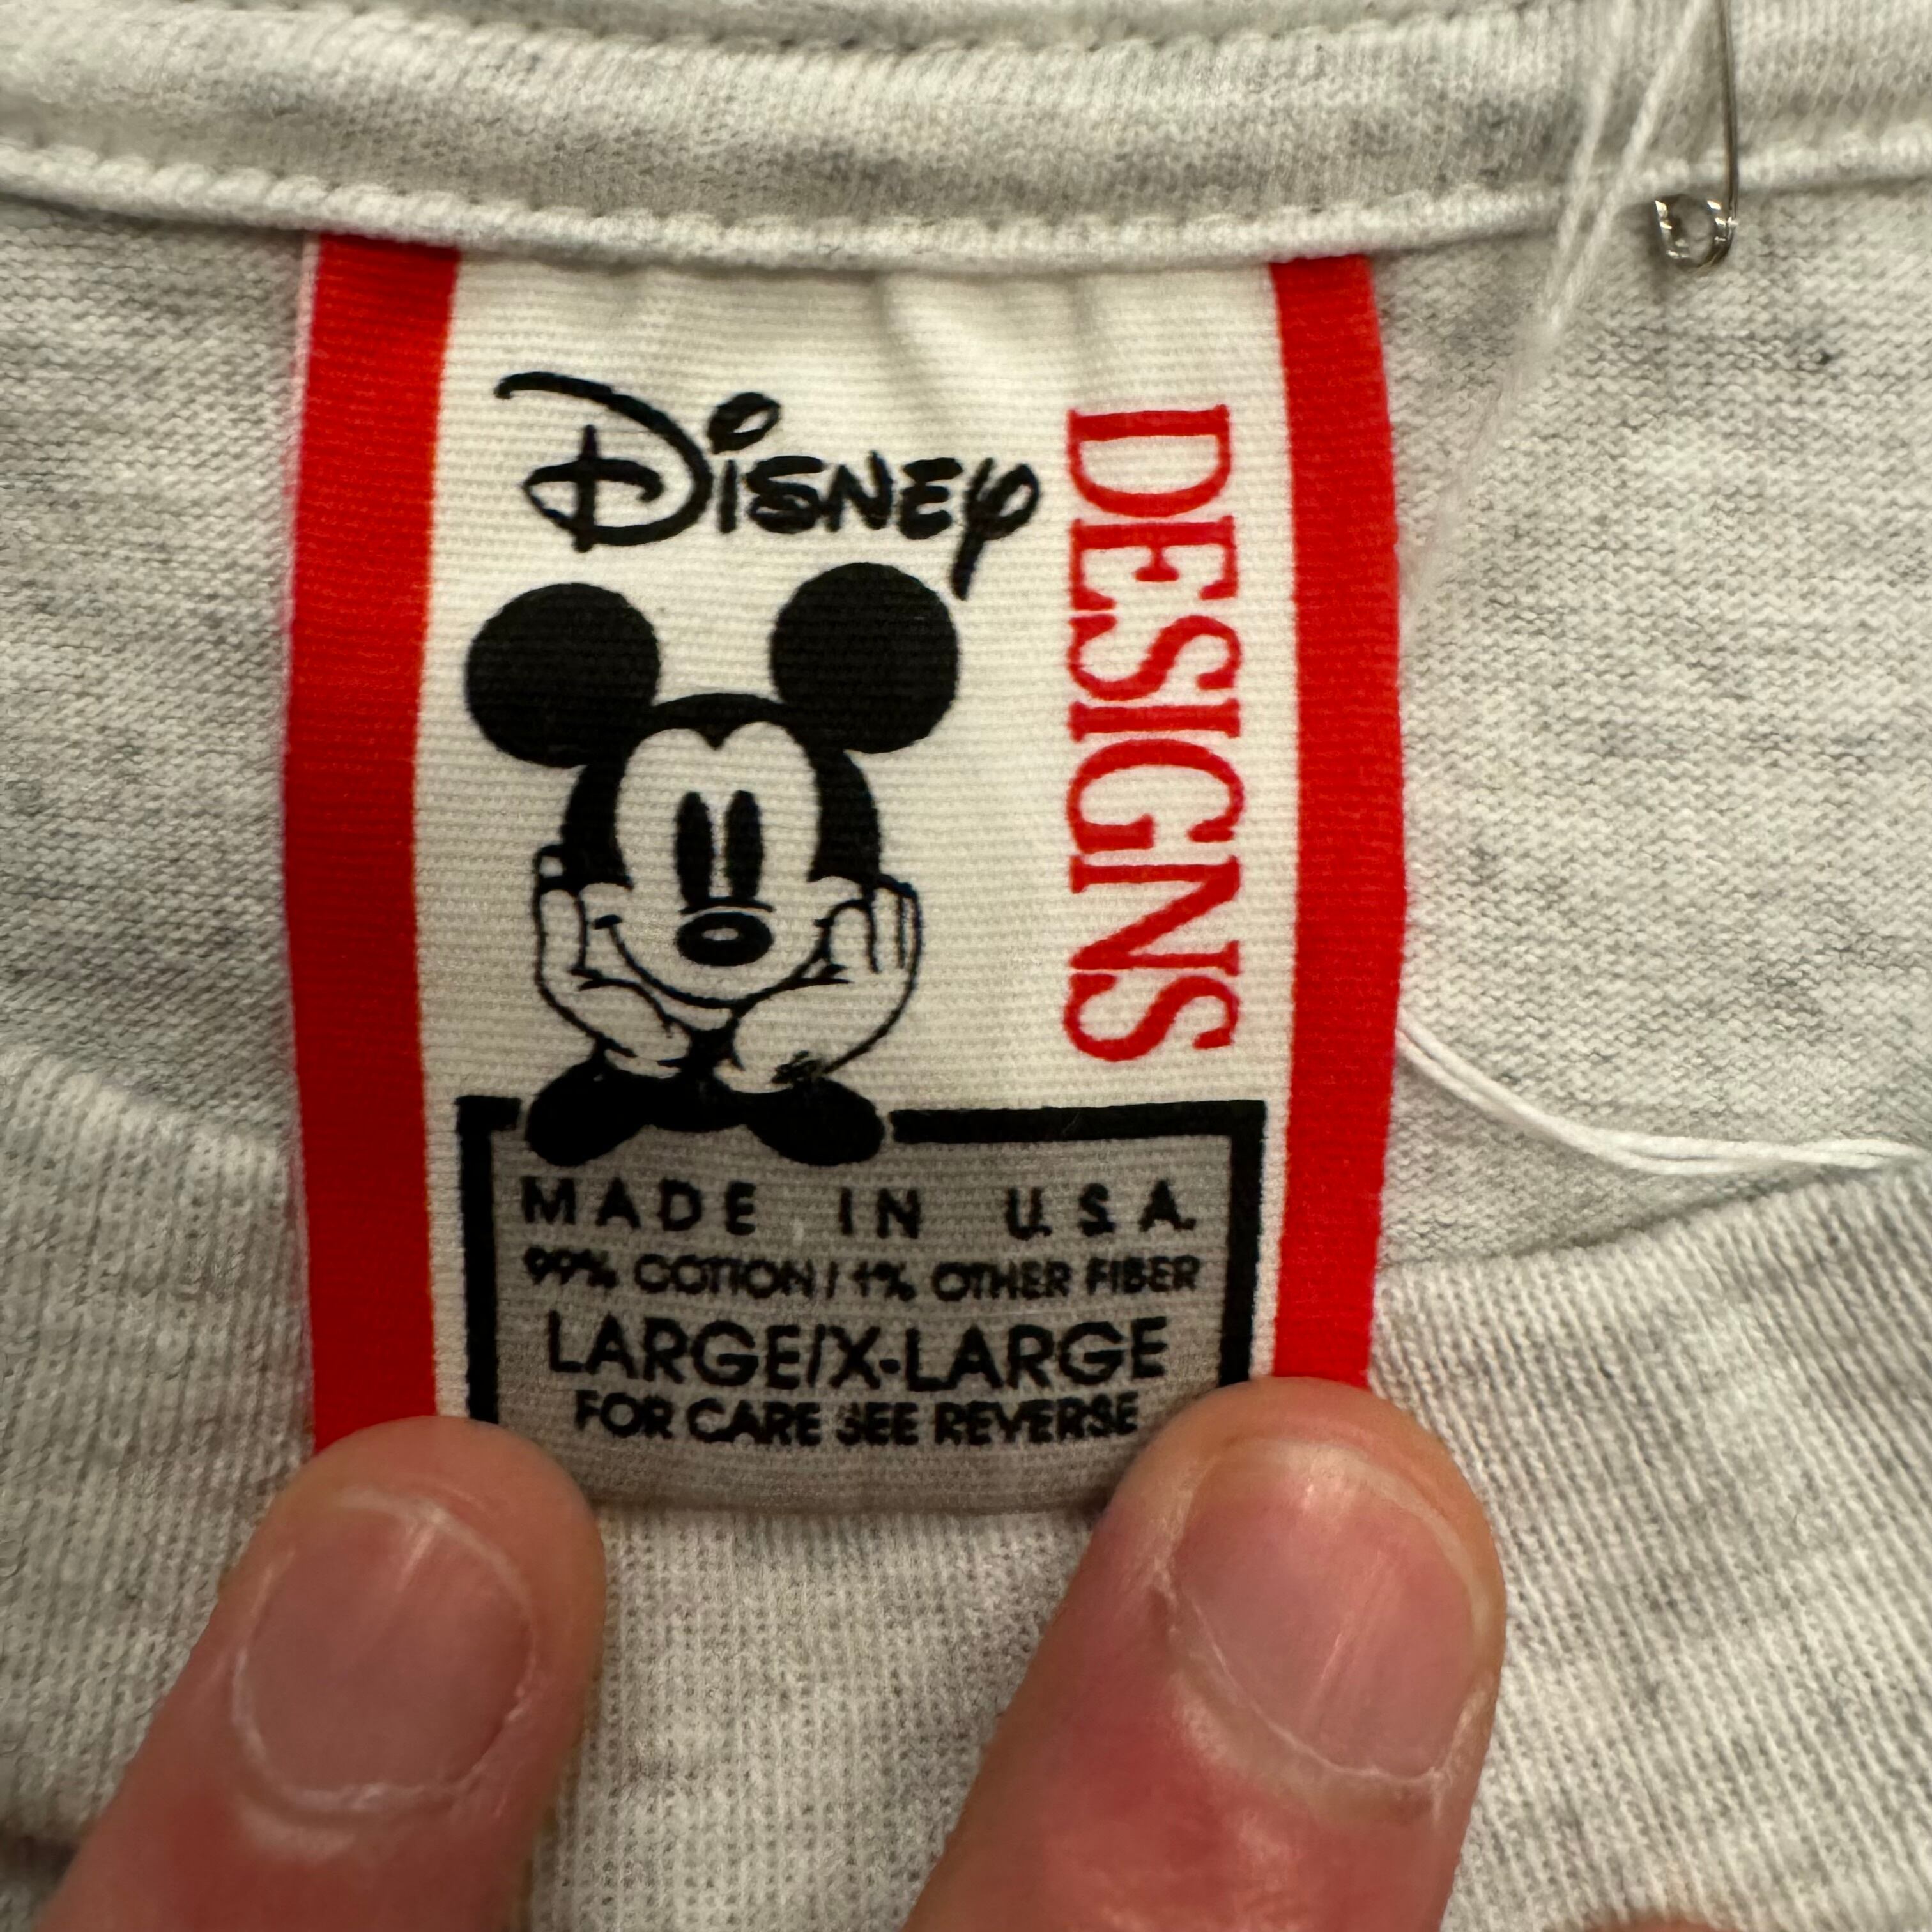 Disney
DESIGNS
MADE IN U.S.A.
99% COTTON / 1% OTHER FIBER
LARGE/X-LARGE
FOR CARE SEE REVERSE